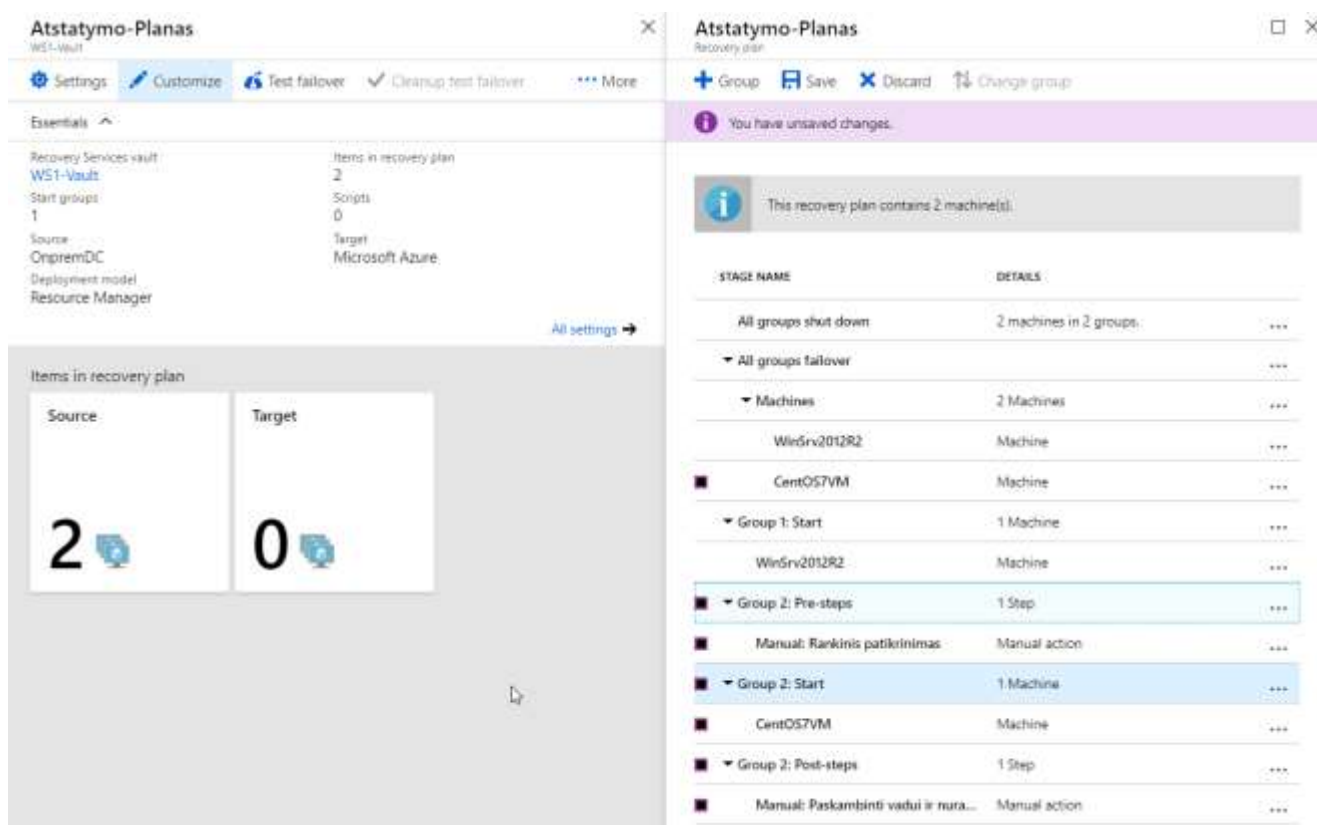 Atstatymo-Planas
WS1-Vault
Settings Customize Test failover Cleanup test failover More
Essentials
Recovery Services vault Items in recovery plan
WS1-Vault 2
Start groups Scripts
1 0
Source Target
OnpremDC Microsoft Azure
Deployment model
Resource Manager
All settings
Items in recovery plan
Source Target
2 0
Atstatymo-Planas
Recovery plan
Group Save Discard Change group
You have unsaved changes.
This recovery plan contains 2 machine(s).
STAGE NAME DETAILS
All groups shut down 2 machines in 2 groups. ...
All groups failover ...
Machines 2 Machines ...
WinSrv2012R2 Machine ...
CentOS7VM Machine ...
Group 1: Start 1 Machine ...
WinSrv2012R2 Machine ...
Group 2: Pre-steps 1 Step ...
Manual: Rankinis patikrinimas Manual action ...
Group 2: Start 1 Machine ...
CentOS7VM Machine ...
Group 2: Post-steps 1 Step ...
Manual: Paskambinti vadui ir nura... Manual action ...